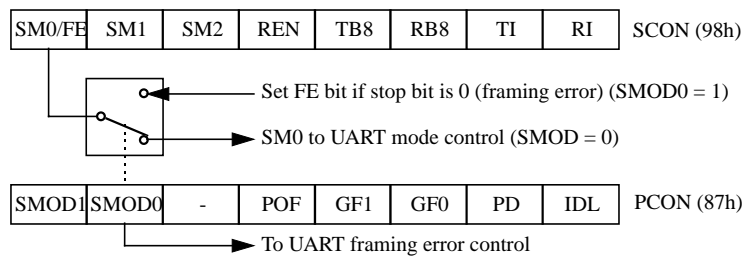 SM0/FE SM1 SM2 REN TB8 RB8 TI RI SCON (98h)
Set FE bit if stop bit is 0 (framing error) (SMOD0 = 1)
SM0 to UART mode control (SMOD = 0)
SMOD1 SMOD0 - POF GF1 GF0 PD IDL PCON (87h)
To UART framing error control